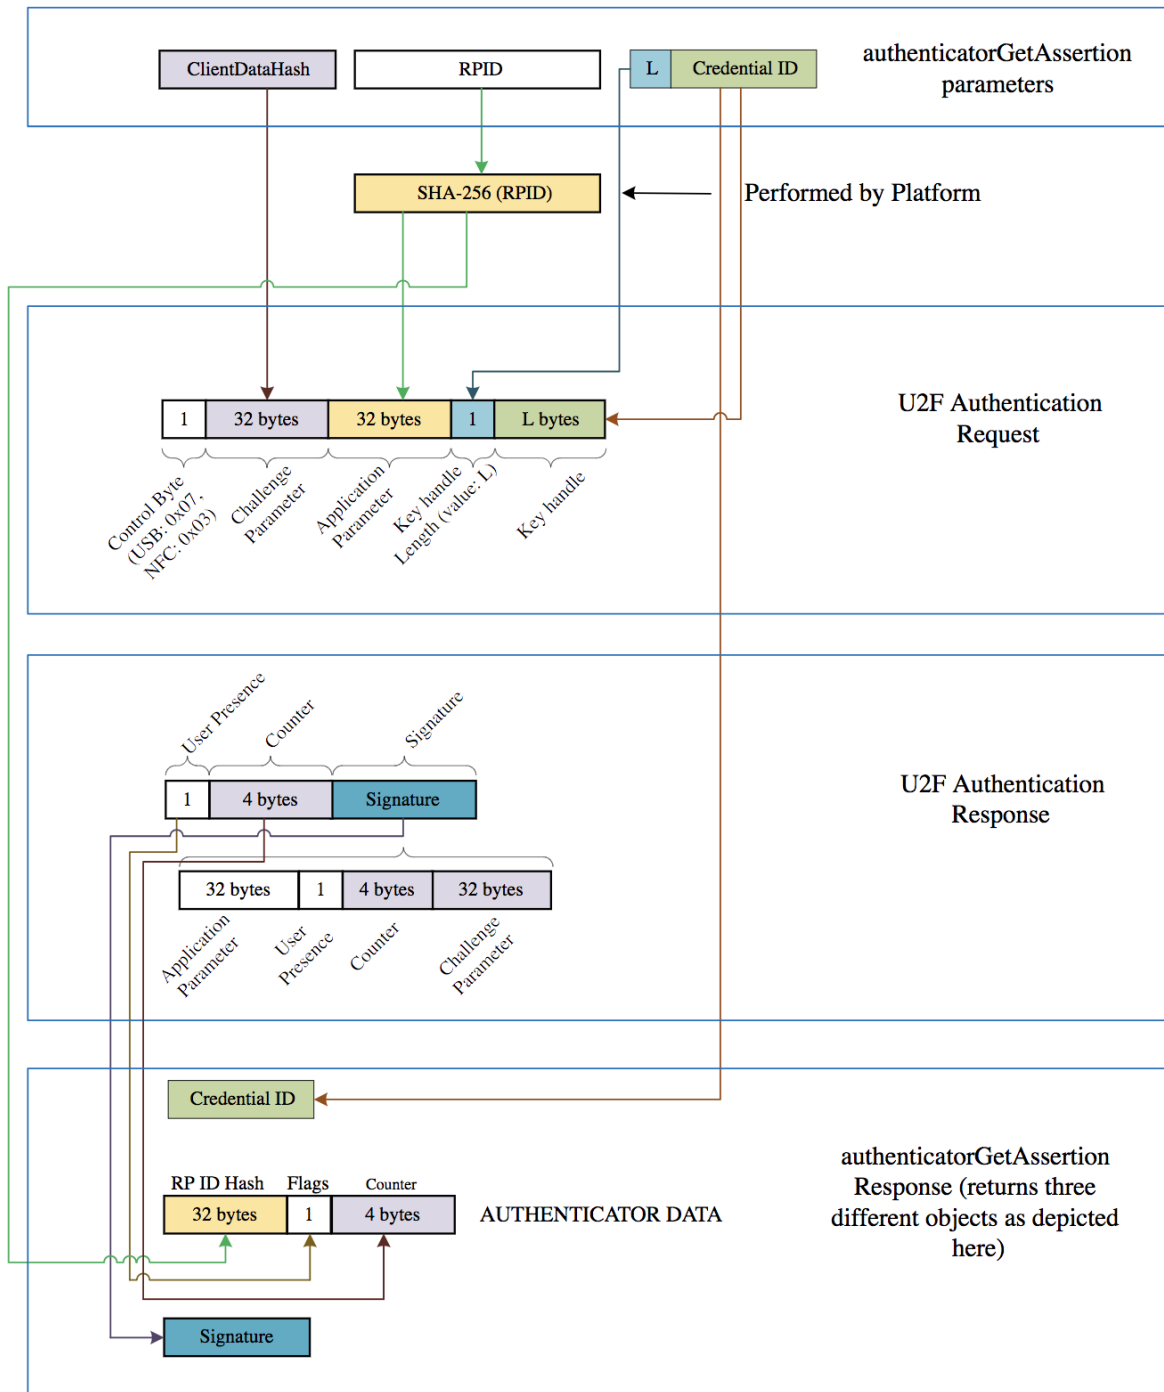 ClientDataHash
RPID
L
Credential ID
authenticatorGetAssertion
parameters
SHA-256 (RPID)
Performed by Platform
1
32 bytes
32 bytes
1
L bytes
U2F Authentication
Request
Control Byte
(USB: 0x07,
NFC: 0x03)
Challenge
Parameter
Application
Parameter
Key handle
Length (value: L)
Key handle
User Presence
Counter
Signature
1
4 bytes
Signature
U2F Authentication
Response
32 bytes
1
4 bytes
32 bytes
Application
Parameter
User
Presence
Counter
Challenge
Parameter
Credential ID
authenticatorGetAssertion
Response (returns three
different objects as depicted
here)
RP ID Hash
Flags
Counter
32 bytes
1
4 bytes
AUTHENTICATOR DATA
Signature